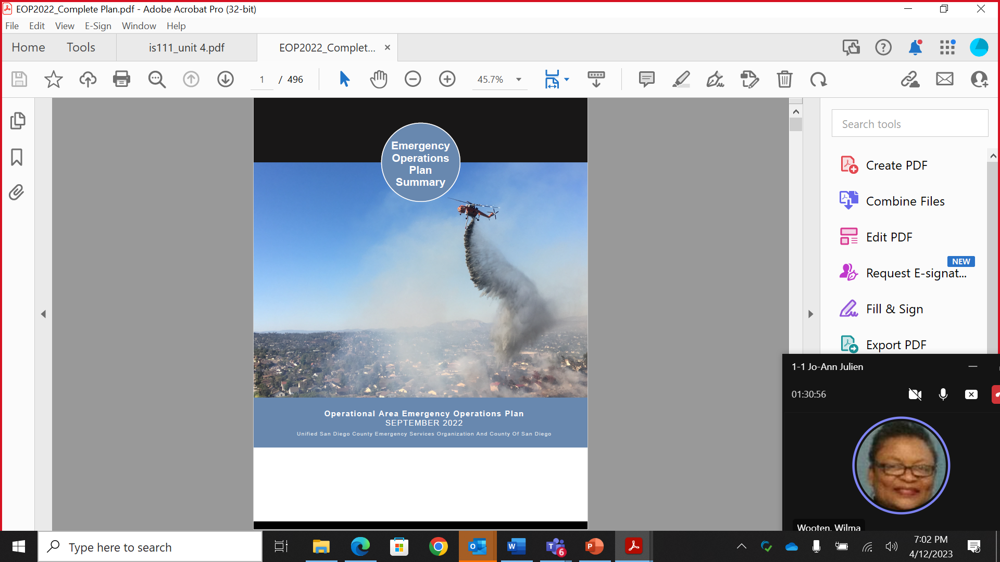 EOP2022_Complete Plan.pdf - Adobe Acrobat Pro (32-bit)
File Edit View E-Sign Window Help
Home Tools is111_unit 4.pdf EOP2022_Complet... ×
1 / 496 45.7%
Search tools
Create PDF
Combine Files
Edit PDF
NEW
Request E-signat...
Fill & Sign
Export PDF
Emergency
Operations
Plan
Summary
Operational Area Emergency Operations Plan
SEPTEMBER 2022
Unified San Diego County Emergency Services Organization And County Of San Diego
1-1 Jo-Ann Julien
01:30:56
Wooten, Wilma
Type here to search
6
7:02 PM
4/12/2023